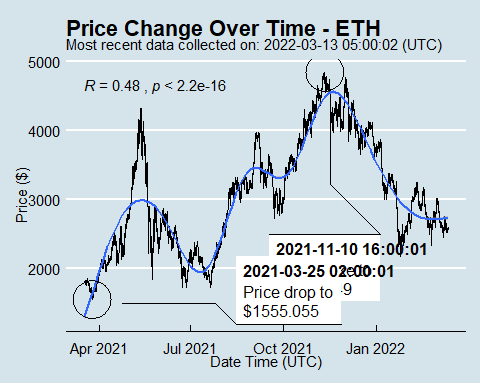 Price Change Over Time - ETH
Most recent data collected on: 2022-03-13 05:00:02 (UTC)
R = 0.48 , p < 2.2e-16
5000
4000
3000
2000
Price ($)
2021-11-10 16:00:01
2021-03-25 02:00:01
Price drop to
$1555.055
Apr 2021
Jul 2021
Oct 2021
Jan 2022
Date Time (UTC)